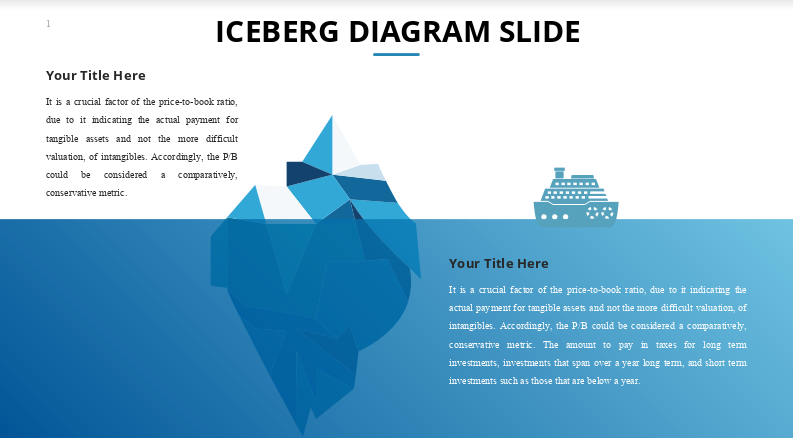 1
ICEBERG DIAGRAM SLIDE
Your Title Here
It is a crucial factor of the price-to-book ratio,
due to it indicating the actual payment for
tangible assets and not the more difficult
valuation, of intangibles. Accordingly, the P/B
could be considered a comparatively,
conservative metric.
Your Title Here
It is a crucial factor of the price-to-book ratio, due to it indicating the
actual payment for tangible assets and not the more difficult valuation, of
intangibles. Accordingly, the P/B could be considered a comparatively,
conservative metric. The amount to pay in taxes for long term
investments, investments that span over a year long term, and short term
investments such as those that are below a year.